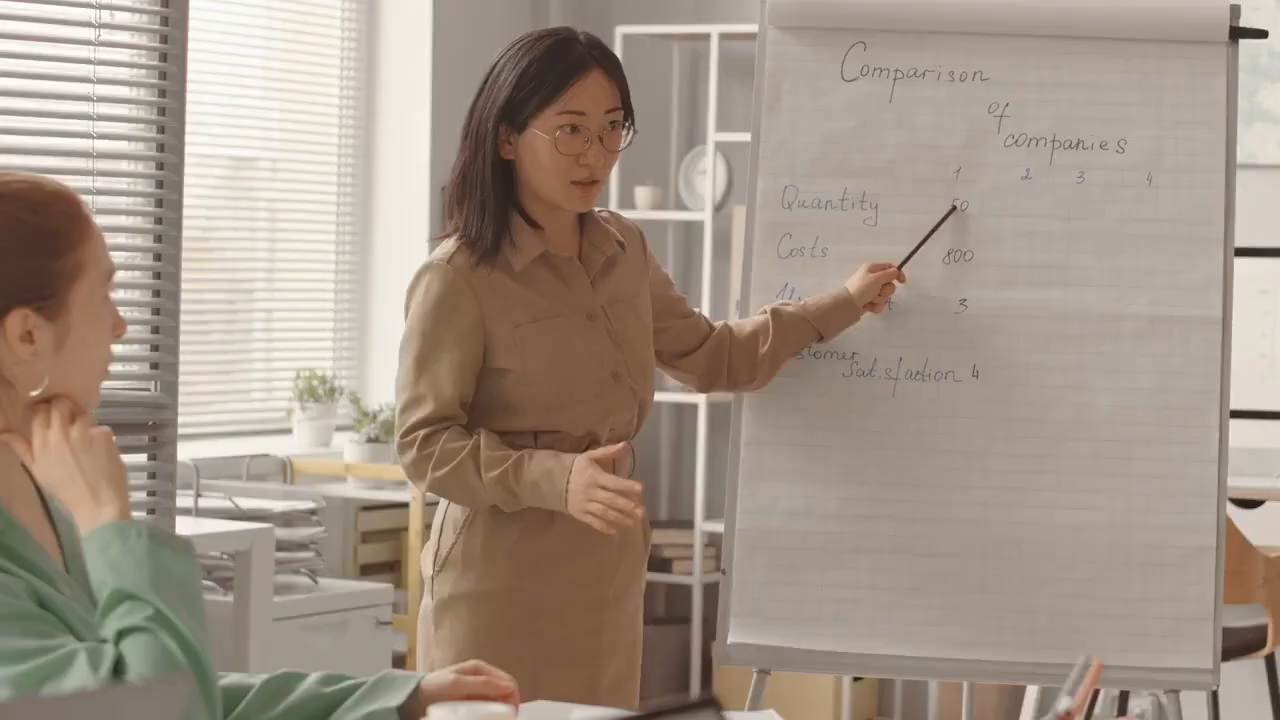 Comparison
of
companies
1 2 3 4
Quantity 50
Costs 800
3
Satisfaction 4